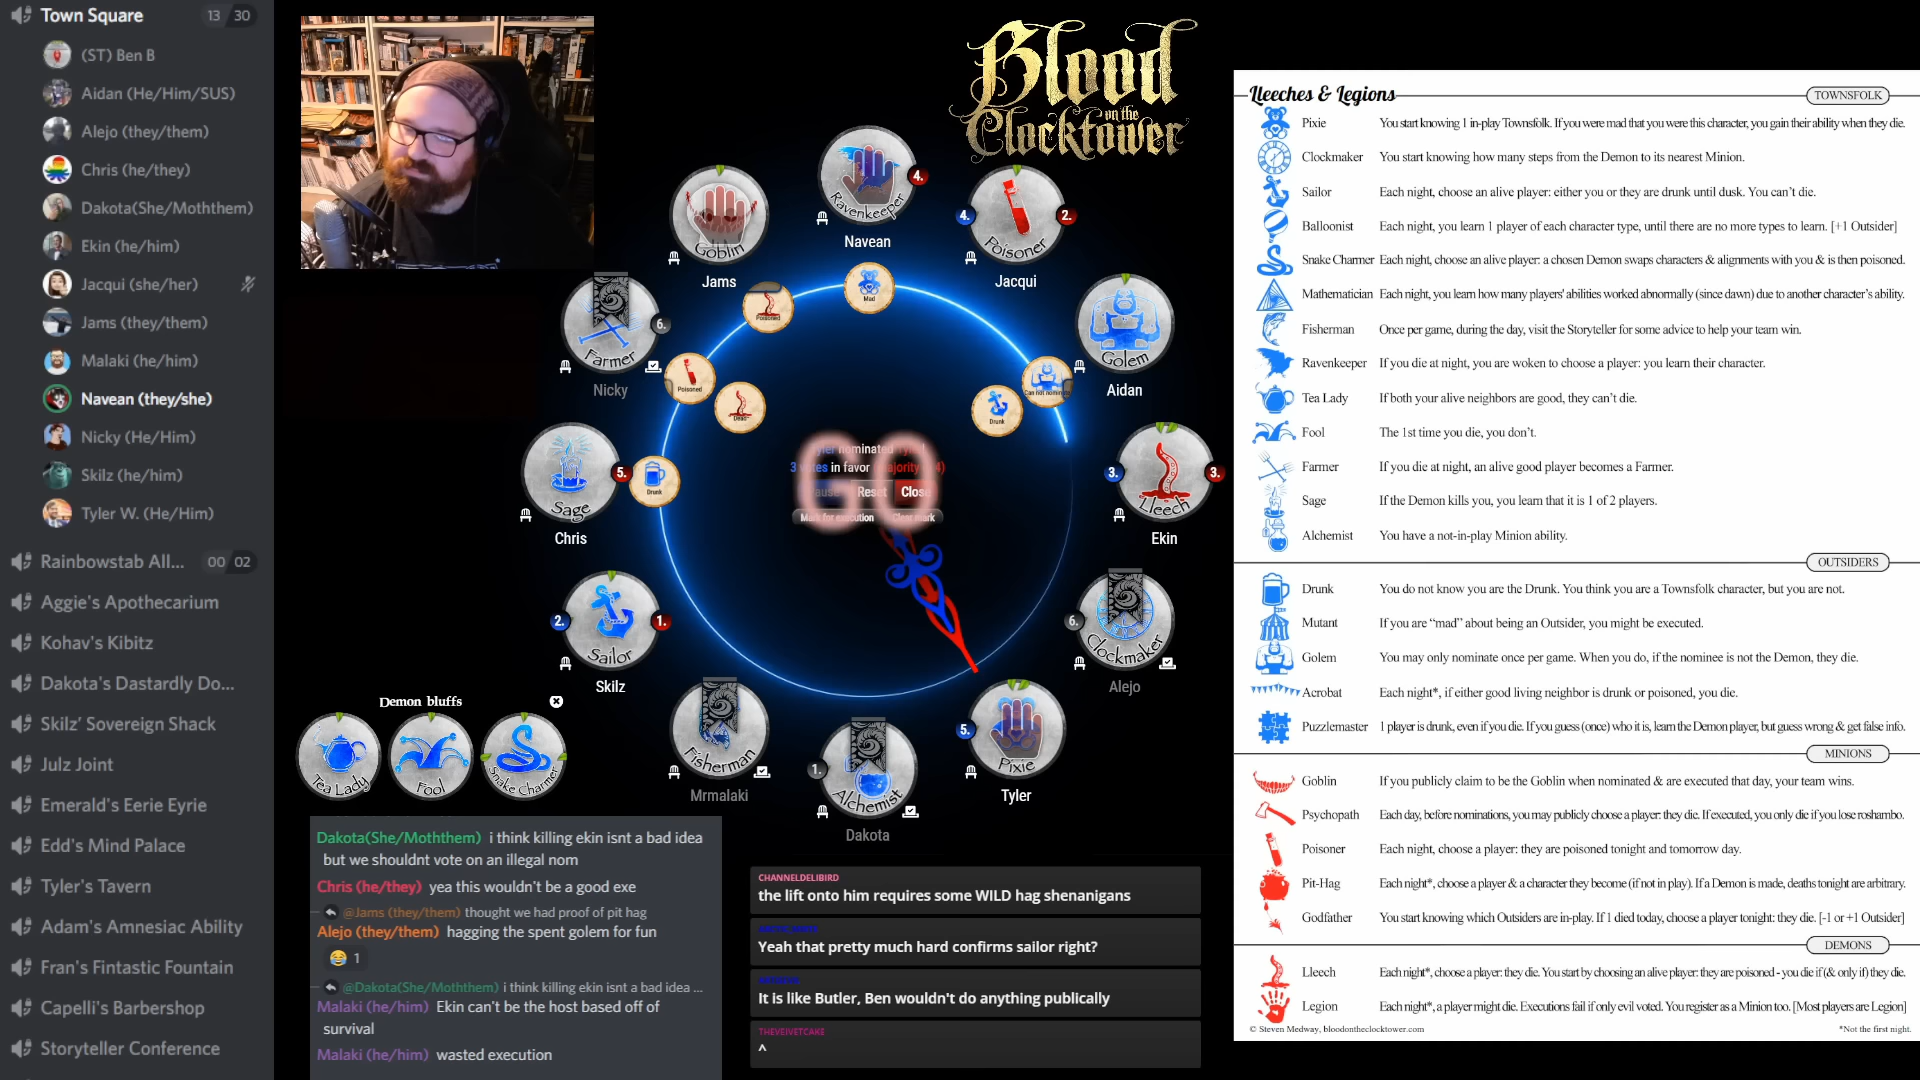 Town Square 13 30
(ST) Ben B
Aidan (He/Him/SUS)
Alejo (they/them)
Chris (he/they)
Dakota(She/Moththem)
Ekin (he/him)
Jacqui (she/her)
Jams (they/them)
Malaki (he/him)
Navean (they/she)
Nicky (He/Him)
Skilz (he/him)
Tyler W. (He/Him)
Rainbowstab All... 00 02
Aggie's Apothecarium
Kohav's Kibitz
Dakota's Dastardly Do...
Skilz’ Sovereign Shack
Julz Joint
Emerald's Eerie Eyrie
Edd's Mind Palace
Tyler's Tavern
Adam's Amnesiac Ability
Fran's Fintastic Fountain
Capelli's Barbershop
Storyteller Conference
Blood
on the
Clocktower
Ravenkeeper 4.
Navean
Goblin
Jams
4. Poisoner 2.
Jacqui
Farmer 6.
Nicky
Golem
Aidan
Mad
Poisoned
Poisoned
Dead
Can not nominate
Drunk
Sage 5.
Drunk
Chris
3. Lleech 3.
Ekin
nominated
3 votes in favor
Reset Close
Mark for execution Clear mark
60
2. Sailor 1.
Skilz
6. Clockmaker
Alejo
Fisherman
Mrmalaki
1. Alchemist
Dakota
5. Pixie
Tyler
Demon bluffs
Tea Lady
Fool
Snake Charmer
Dakota(She/Moththem) i think killing ekin isnt a bad idea
but we shouldnt vote on an illegal nom
Chris (he/they) yea this wouldn't be a good exe
@Jams (they/them) thought we had proof of pit hag
Alejo (they/them) hagging the spent golem for fun
1
@Dakota(She/Moththem) i think killing ekin isnt a bad idea ...
Malaki (he/him) Ekin can't be the host based off of
survival
Malaki (he/him) wasted execution
CHANNELDELIBIRD
the lift onto him requires some WILD hag shenanigans
Yeah that pretty much hard confirms sailor right?
It is like Butler, Ben wouldn't do anything publically
THEVELVETCAKE
^
Lleeches & Legions
TOWNSFOLK
Pixie You start knowing 1 in-play Townsfolk. If you were mad that you were this character, you gain their ability when they die.
Clockmaker You start knowing how many steps from the Demon to its nearest Minion.
Sailor Each night, choose an alive player: either you or they are drunk until dusk. You can't die.
Balloonist Each night, you learn 1 player of each character type, until there are no more types to learn. [+1 Outsider]
Snake Charmer Each night, choose an alive player: a chosen Demon swaps characters & alignments with you & is then poisoned.
Mathematician Each night, you learn how many players' abilities worked abnormally (since dawn) due to another character's ability.
Fisherman Once per game, during the day, visit the Storyteller for some advice to help your team win.
Ravenkeeper If you die at night, you are woken to choose a player: you learn their character.
Tea Lady If both your alive neighbors are good, they can't die.
Fool The 1st time you die, you don't.
Farmer If you die at night, an alive good player becomes a Farmer.
Sage If the Demon kills you, you learn that it is 1 of 2 players.
Alchemist You have a not-in-play Minion ability.
OUTSIDERS
Drunk You do not know you are the Drunk. You think you are a Townsfolk character, but you are not.
Mutant If you are “mad” about being an Outsider, you might be executed.
Golem You may only nominate once per game. When you do, if the nominee is not the Demon, they die.
Acrobat Each night*, if either good living neighbor is drunk or poisoned, you die.
Puzzlemaster 1 player is drunk, even if you die. If you guess (once) who it is, learn the Demon player, but guess wrong & get false info.
MINIONS
Goblin If you publicly claim to be the Goblin when nominated & are executed that day, your team wins.
Psychopath Each day, before nominations, you may publicly choose a player: they die. If executed, you only die if you lose roshambo.
Poisoner Each night, choose a player: they are poisoned tonight and tomorrow day.
Pit-Hag Each night*, choose a player & a character they become (if not in play). If a Demon is made, deaths tonight are arbitrary.
Godfather You start knowing which Outsiders are in-play. If 1 died today, choose a player tonight: they die. [-1 or +1 Outsider]
DEMONS
Lleech Each night*, choose a player: they die. You start by choosing an alive player: they are poisoned - you die if (& only if) they die.
Legion Each night*, a player might die. Executions fail if only evil voted. You register as a Minion too. [Most players are Legion]
© Steven Medway, bloodontheclocktower.com *Not the first night.